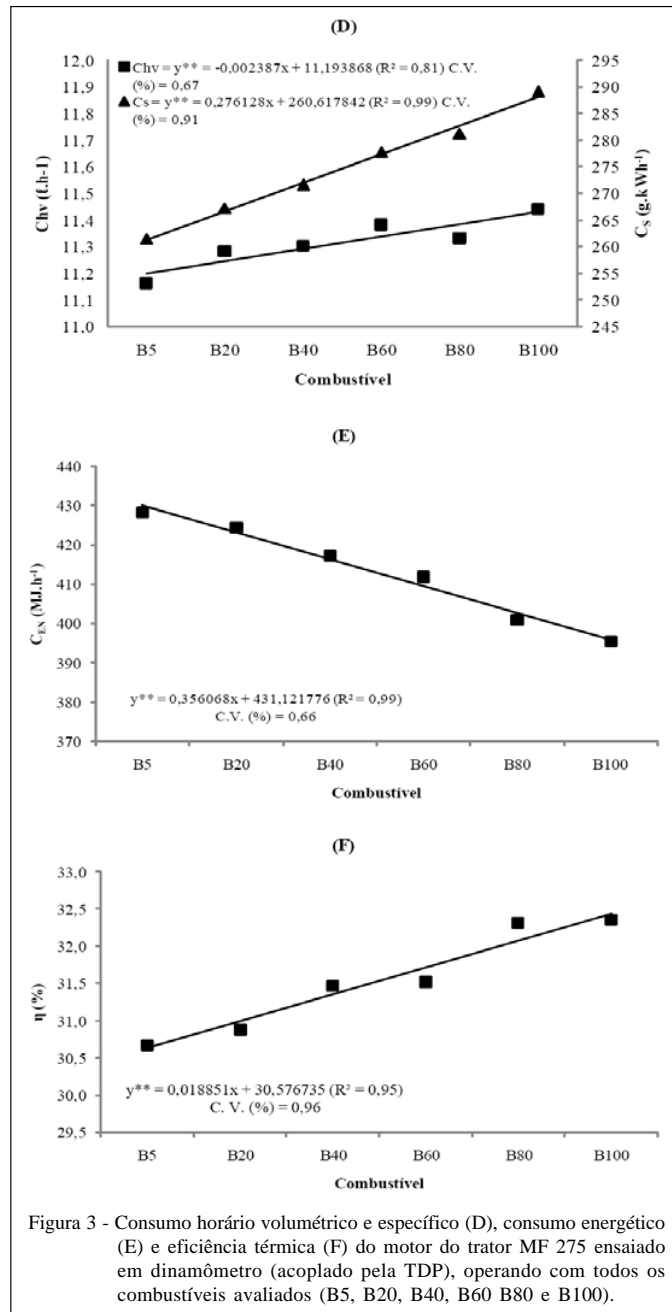 (D)
12,0
11,9
11,8
11,7
11,6
11,5
11,4
11,3
11,2
11,1
11,0
Chv (ℓ.h-1)
Chv = y** = -0,002387x + 11,193868 (R² = 0,81) C.V.
(%) = 0,67
Cs = y** = 0,276128x + 260,617842 (R² = 0,99) C.V.
(%) = 0,91
295
290
285
280
275
270
265
260
255
250
245
C_S (g.kWh-¹)
B5 B20 B40 B60 B80 B100
Combustível
(E)
440
430
420
410
400
390
380
370
C_EN (MJ.h-¹)
y** = 0,356068x + 431,121776 (R² = 0,99)
C.V. (%) = 0,66
B5 B20 B40 B60 B80 B100
Combustível
(F)
33,0
32,5
32,0
31,5
31,0
30,5
30,0
29,5
η (%)
y** = 0,018851x + 30,576735 (R² = 0,95)
C. V. (%) = 0,96
B5 B20 B40 B60 B80 B100
Combustível
Figura 3 - Consumo horário volumétrico e específico (D), consumo energético
(E) e eficiência térmica (F) do motor do trator MF 275 ensaiado
em dinamômetro (acoplado pela TDP), operando com todos os
combustíveis avaliados (B5, B20, B40, B60 B80 e B100).